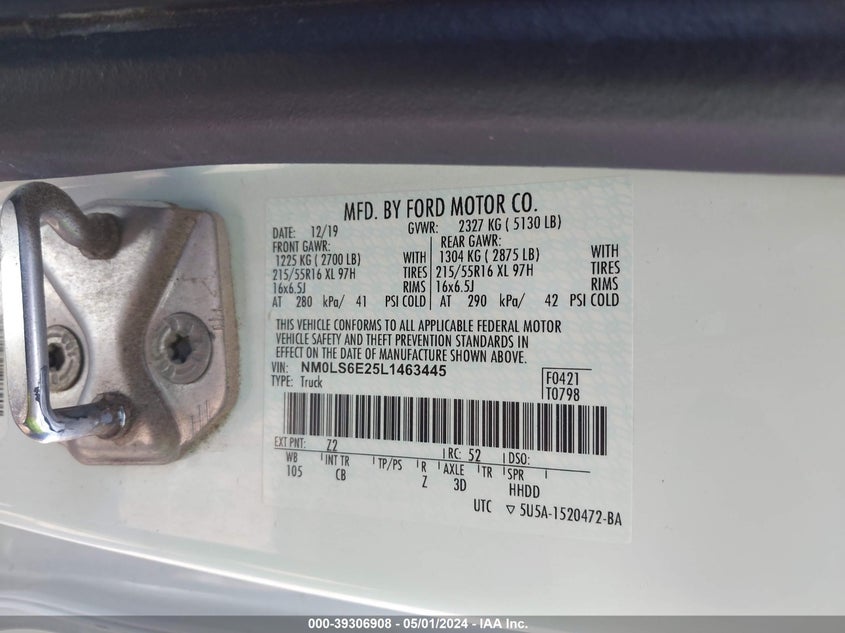 MFD. BY FORD MOTOR CO.
DATE: 12/19 GVWR: 2327 KG ( 5130 LB)
FRONT GAWR: REAR GAWR:
1225 KG ( 2700 LB) WITH 1304 KG ( 2875 LB) WITH
215/55R16 XL 97H TIRES 215/55R16 XL 97H TIRES
16x6.5J RIMS 16x6.5J RIMS
AT 280 kPa/ 41 PSI COLD AT 290 kPa/ 42 PSI COLD
THIS VEHICLE CONFORMS TO ALL APPLICABLE FEDERAL MOTOR
VEHICLE SAFETY AND THEFT PREVENTION STANDARDS IN
EFFECT ON THE DATE OF MANUFACTURE SHOWN ABOVE.
VIN: NM0LS6E25L1463445
TYPE: Truck
F0421
T0798
EXT PNT: Z2 RC: 52 DSO:
WB INT TR TP/PS R AXLE TR SPR
105 CB Z 3D HHDD
UTC ▽ 5U5A-1520472-BA
000-39306908 - 05/01/2024 - IAA Inc.